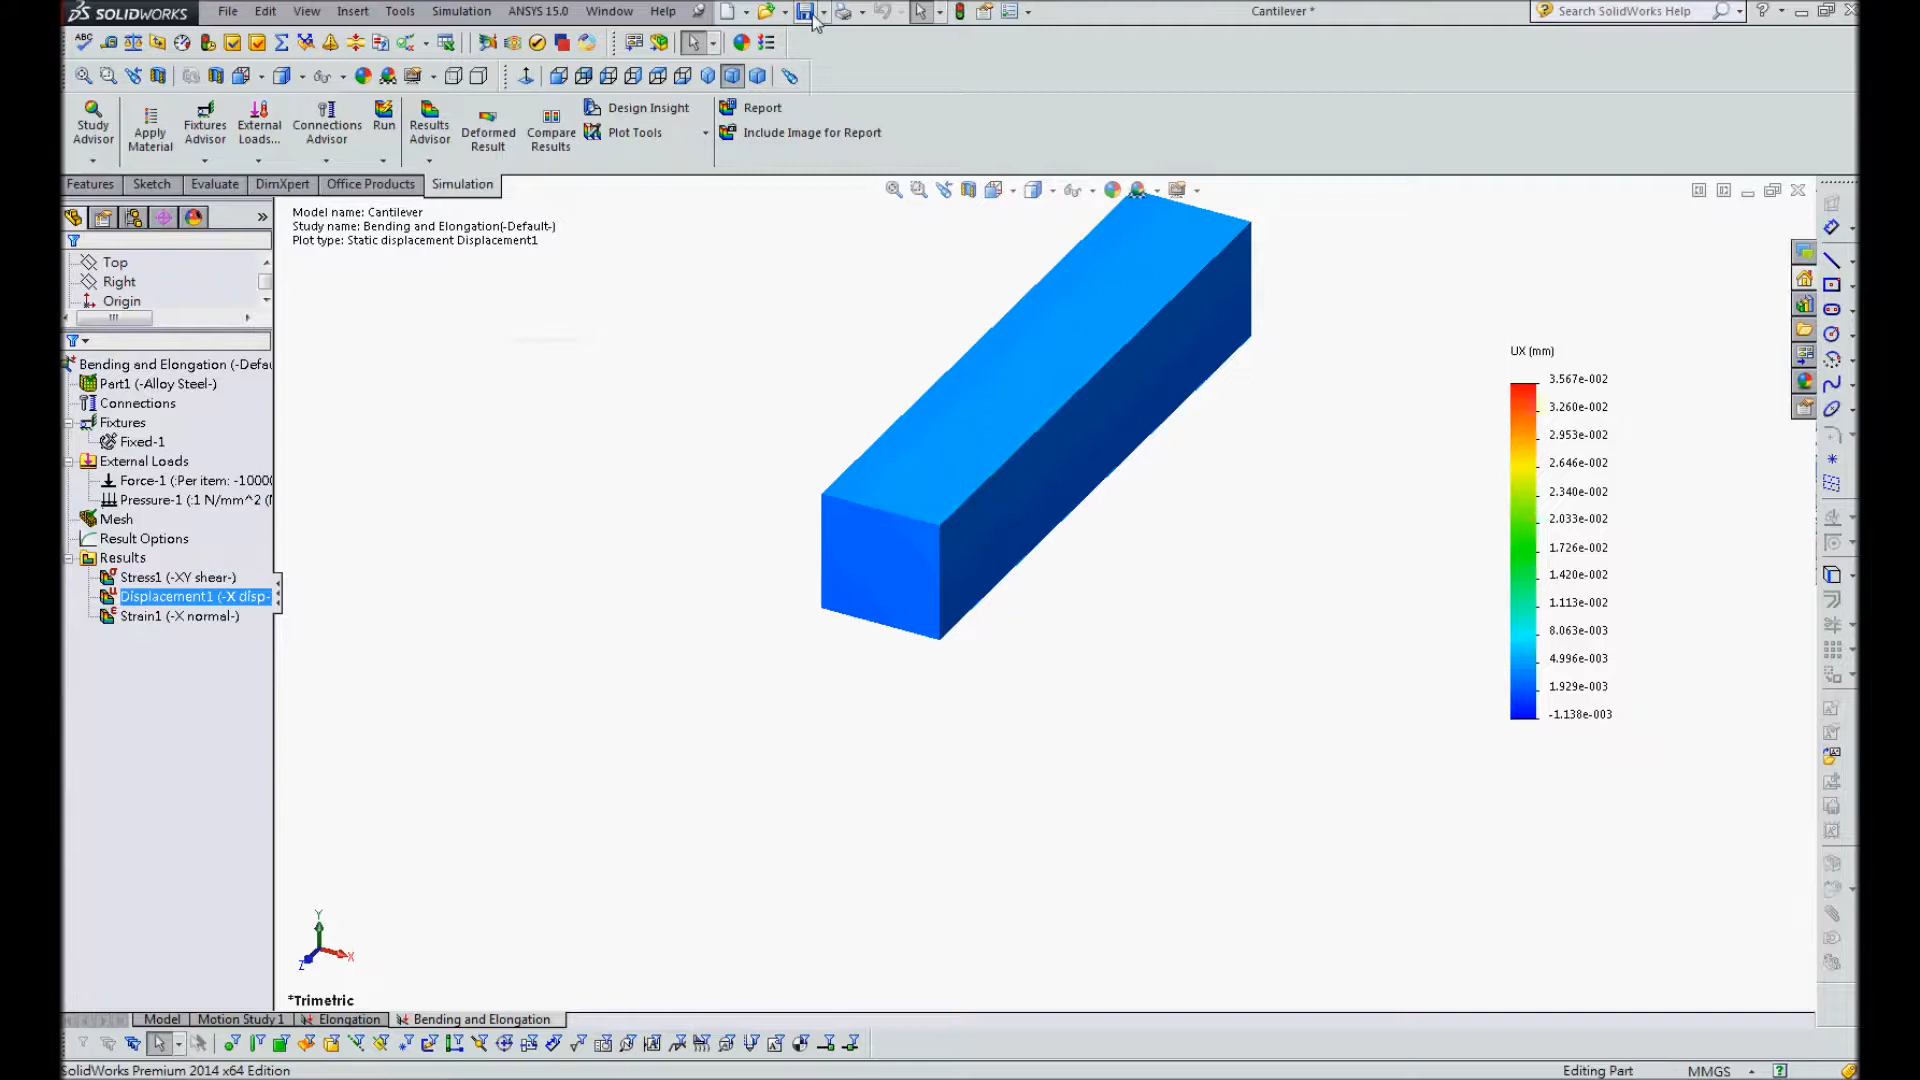 SOLIDWORKS File Edit View Insert Tools Simulation ANSYS 15.0 Window Help Cantilever * Search SolidWorks Help
Study Advisor
Apply Material
Fixtures Advisor
External Loads...
Connections Advisor
Run
Results Advisor
Deformed Result
Compare Results
Design Insight
Plot Tools
Report
Include Image for Report
Features Sketch Evaluate DimXpert Office Products Simulation
Top
Right
Origin
Bending and Elongation (-Defau
Part1 (-Alloy Steel-)
Connections
Fixtures
Fixed-1
External Loads
Force-1 (:Per item: -1000
Pressure-1 (:1 N/mm^2 (
Mesh
Result Options
Results
Stress1 (-XY shear-)
Displacement1 (-X disp-
Strain1 (-X normal-)
Model name: Cantilever
Study name: Bending and Elongation(-Default-)
Plot type: Static displacement Displacement1
UX (mm)
3.567e-002
3.260e-002
2.953e-002
2.646e-002
2.340e-002
2.033e-002
1.726e-002
1.420e-002
1.113e-002
8.063e-003
4.996e-003
1.929e-003
-1.138e-003
Y
X
Z
*Trimetric
Model Motion Study 1 Elongation Bending and Elongation
SolidWorks Premium 2014 x64 Edition Editing Part MMGS